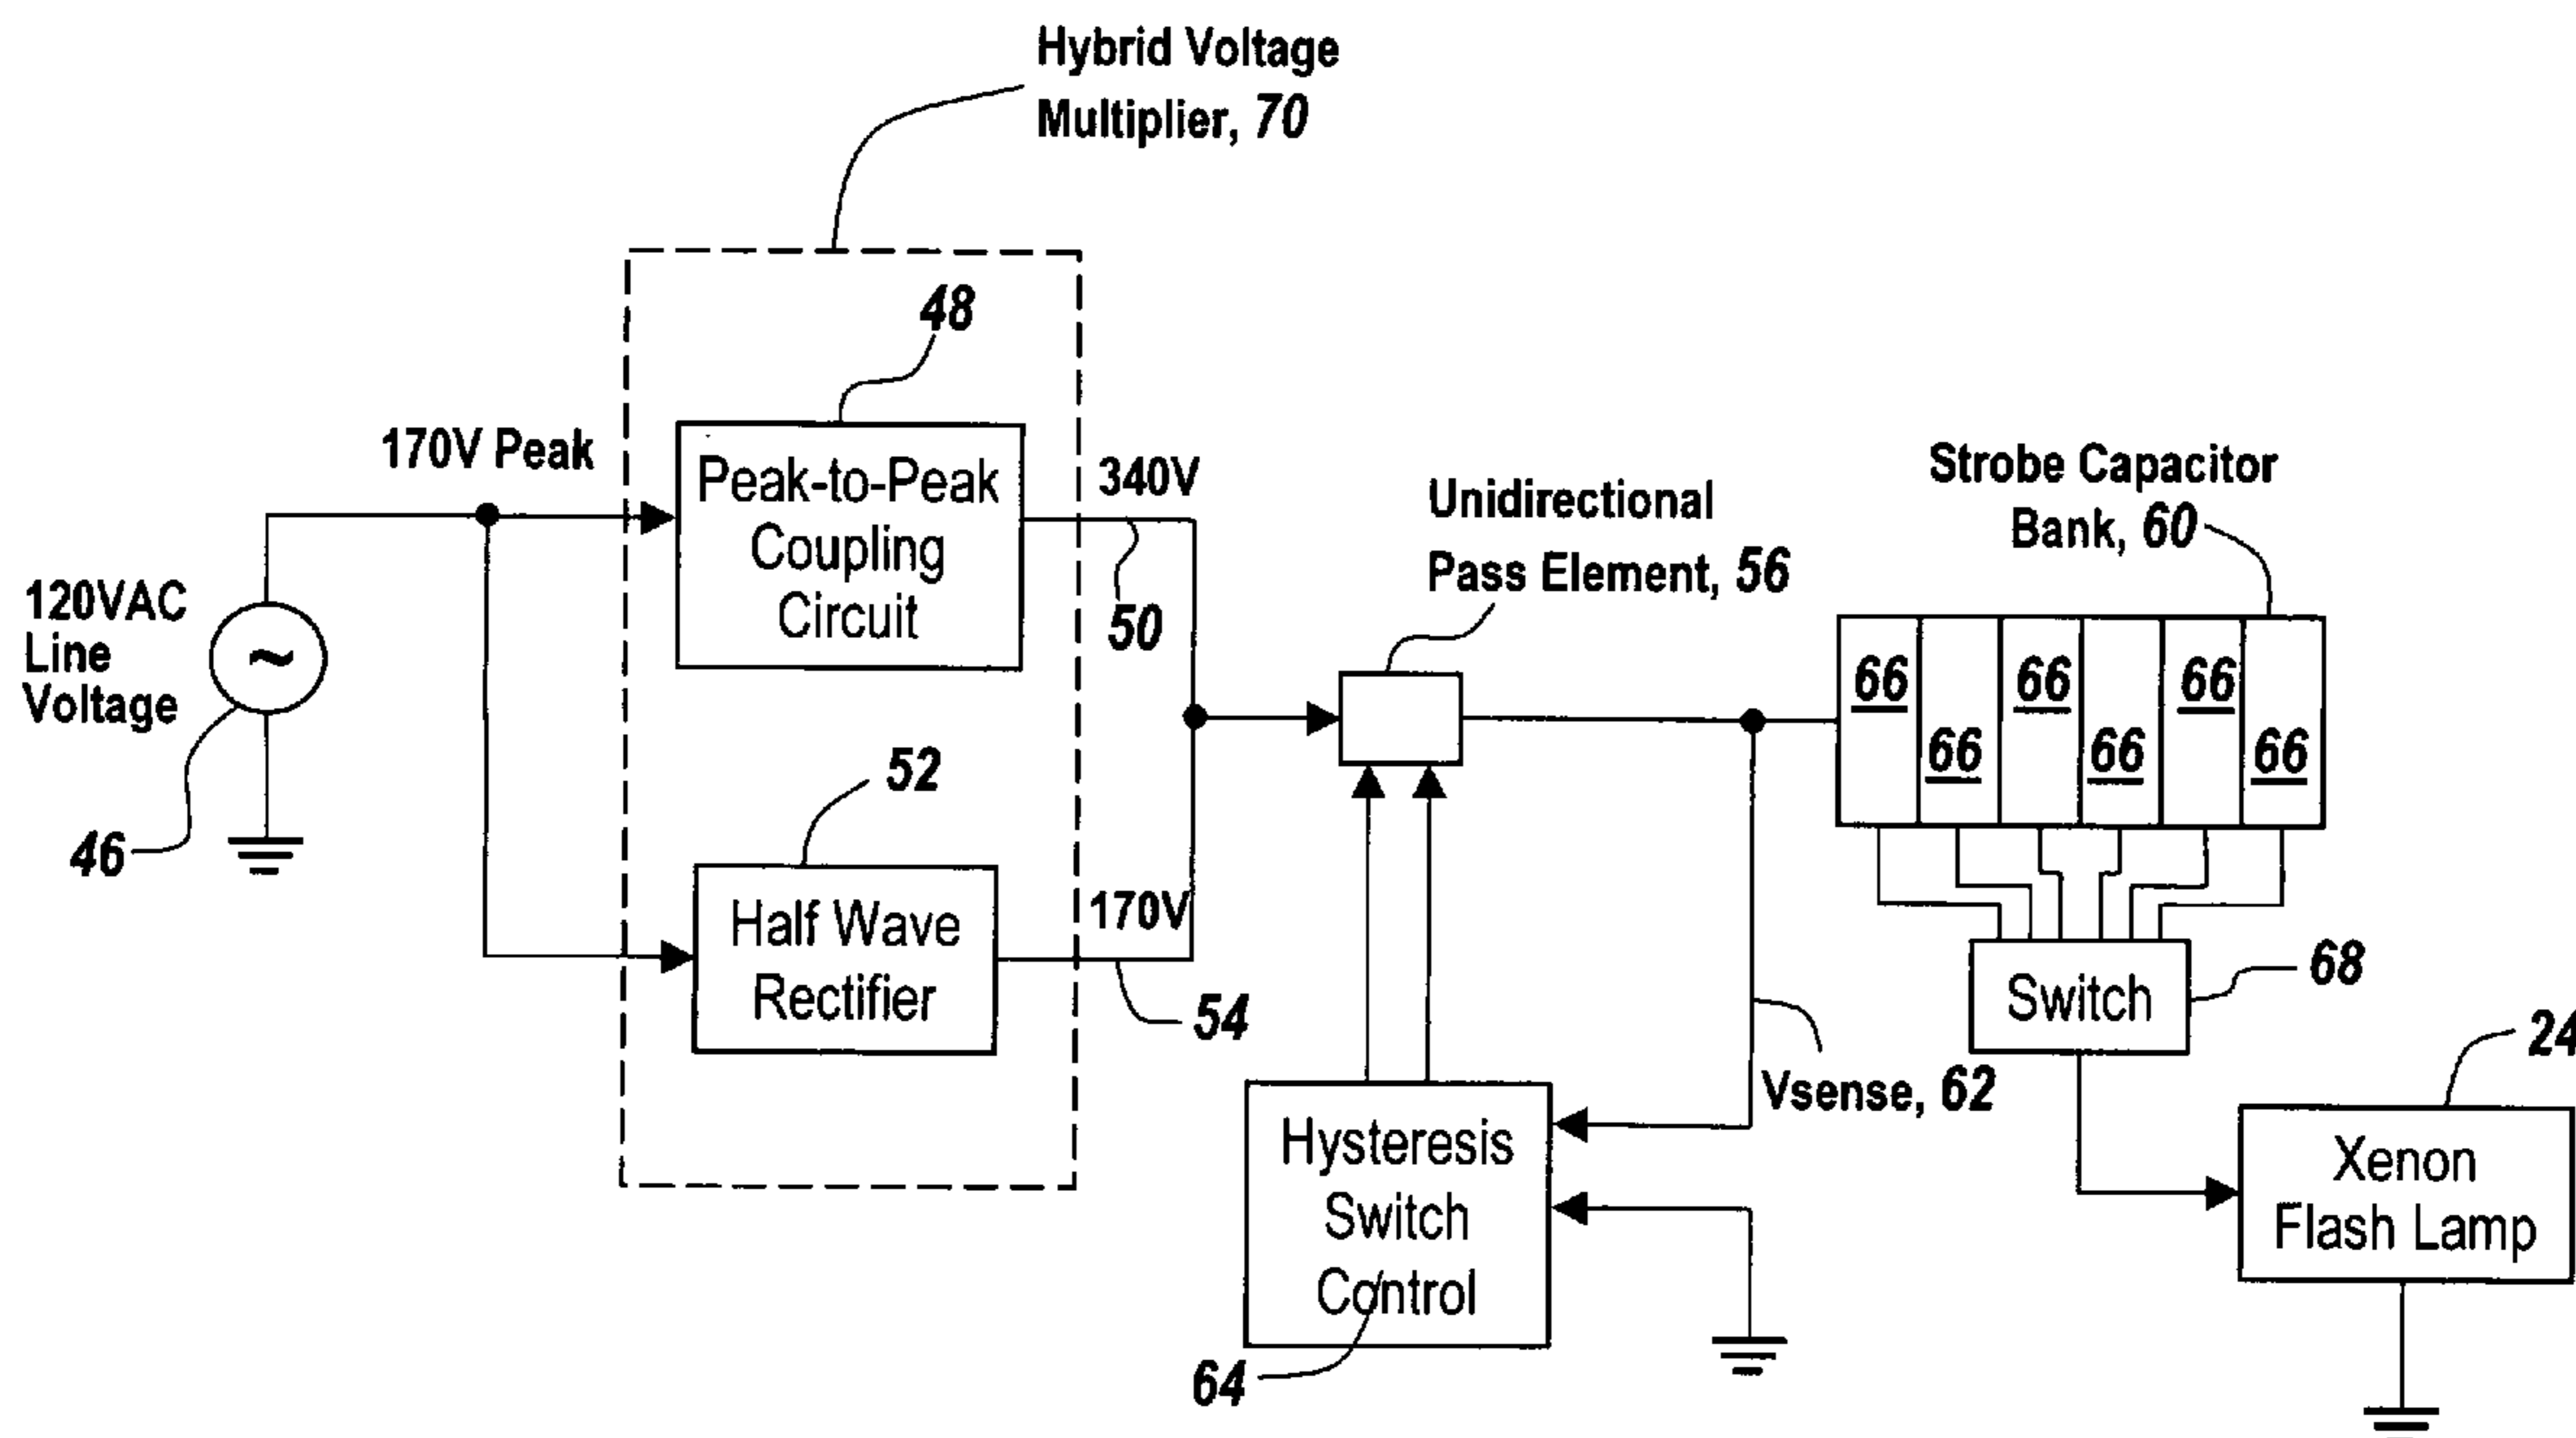 Hybrid Voltage
Multiplier, 70
48
170V Peak
Peak-to-Peak
Coupling
Circuit
340V
50
Unidirectional
Pass Element, 56
Strobe Capacitor
Bank, 60
120VAC
Line
Voltage
~
46
66
66
66
66
66
66
52
Half Wave
Rectifier
170V
54
Switch
68
Vsense, 62
24
Hysteresis
Switch
Control
64
Xenon
Flash Lamp